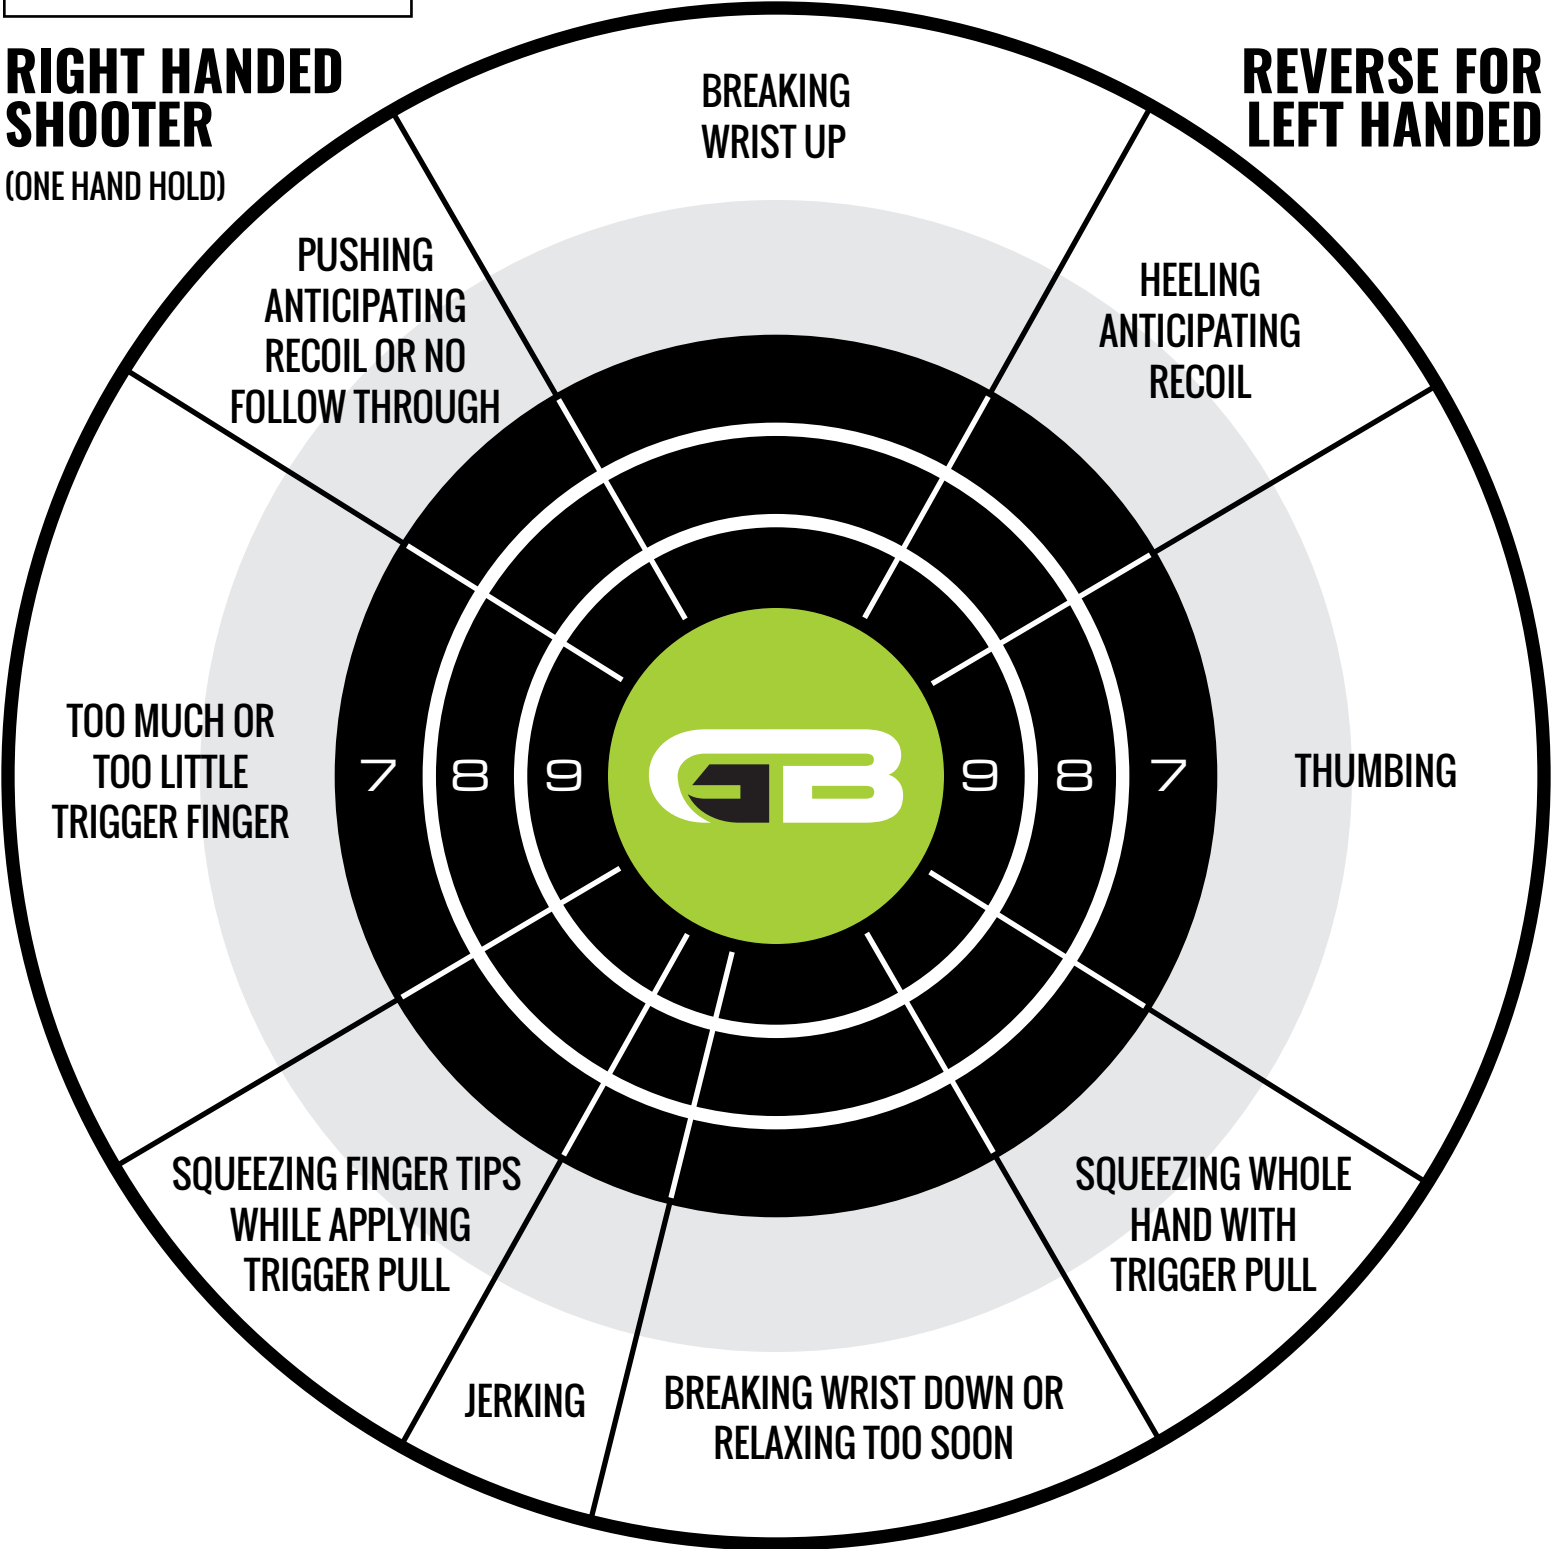 RIGHT HANDED
SHOOTER
(ONE HAND HOLD)
REVERSE FOR
LEFT HANDED
BREAKING
WRIST UP
PUSHING
ANTICIPATING
RECOIL OR NO
FOLLOW THROUGH
HEELING
ANTICIPATING
RECOIL
TOO MUCH OR
TOO LITTLE
TRIGGER FINGER
7 8 9 GB 9 8 7
THUMBING
SQUEEZING FINGER TIPS
WHILE APPLYING
TRIGGER PULL
SQUEEZING WHOLE
HAND WITH
TRIGGER PULL
JERKING
BREAKING WRIST DOWN OR
RELAXING TOO SOON